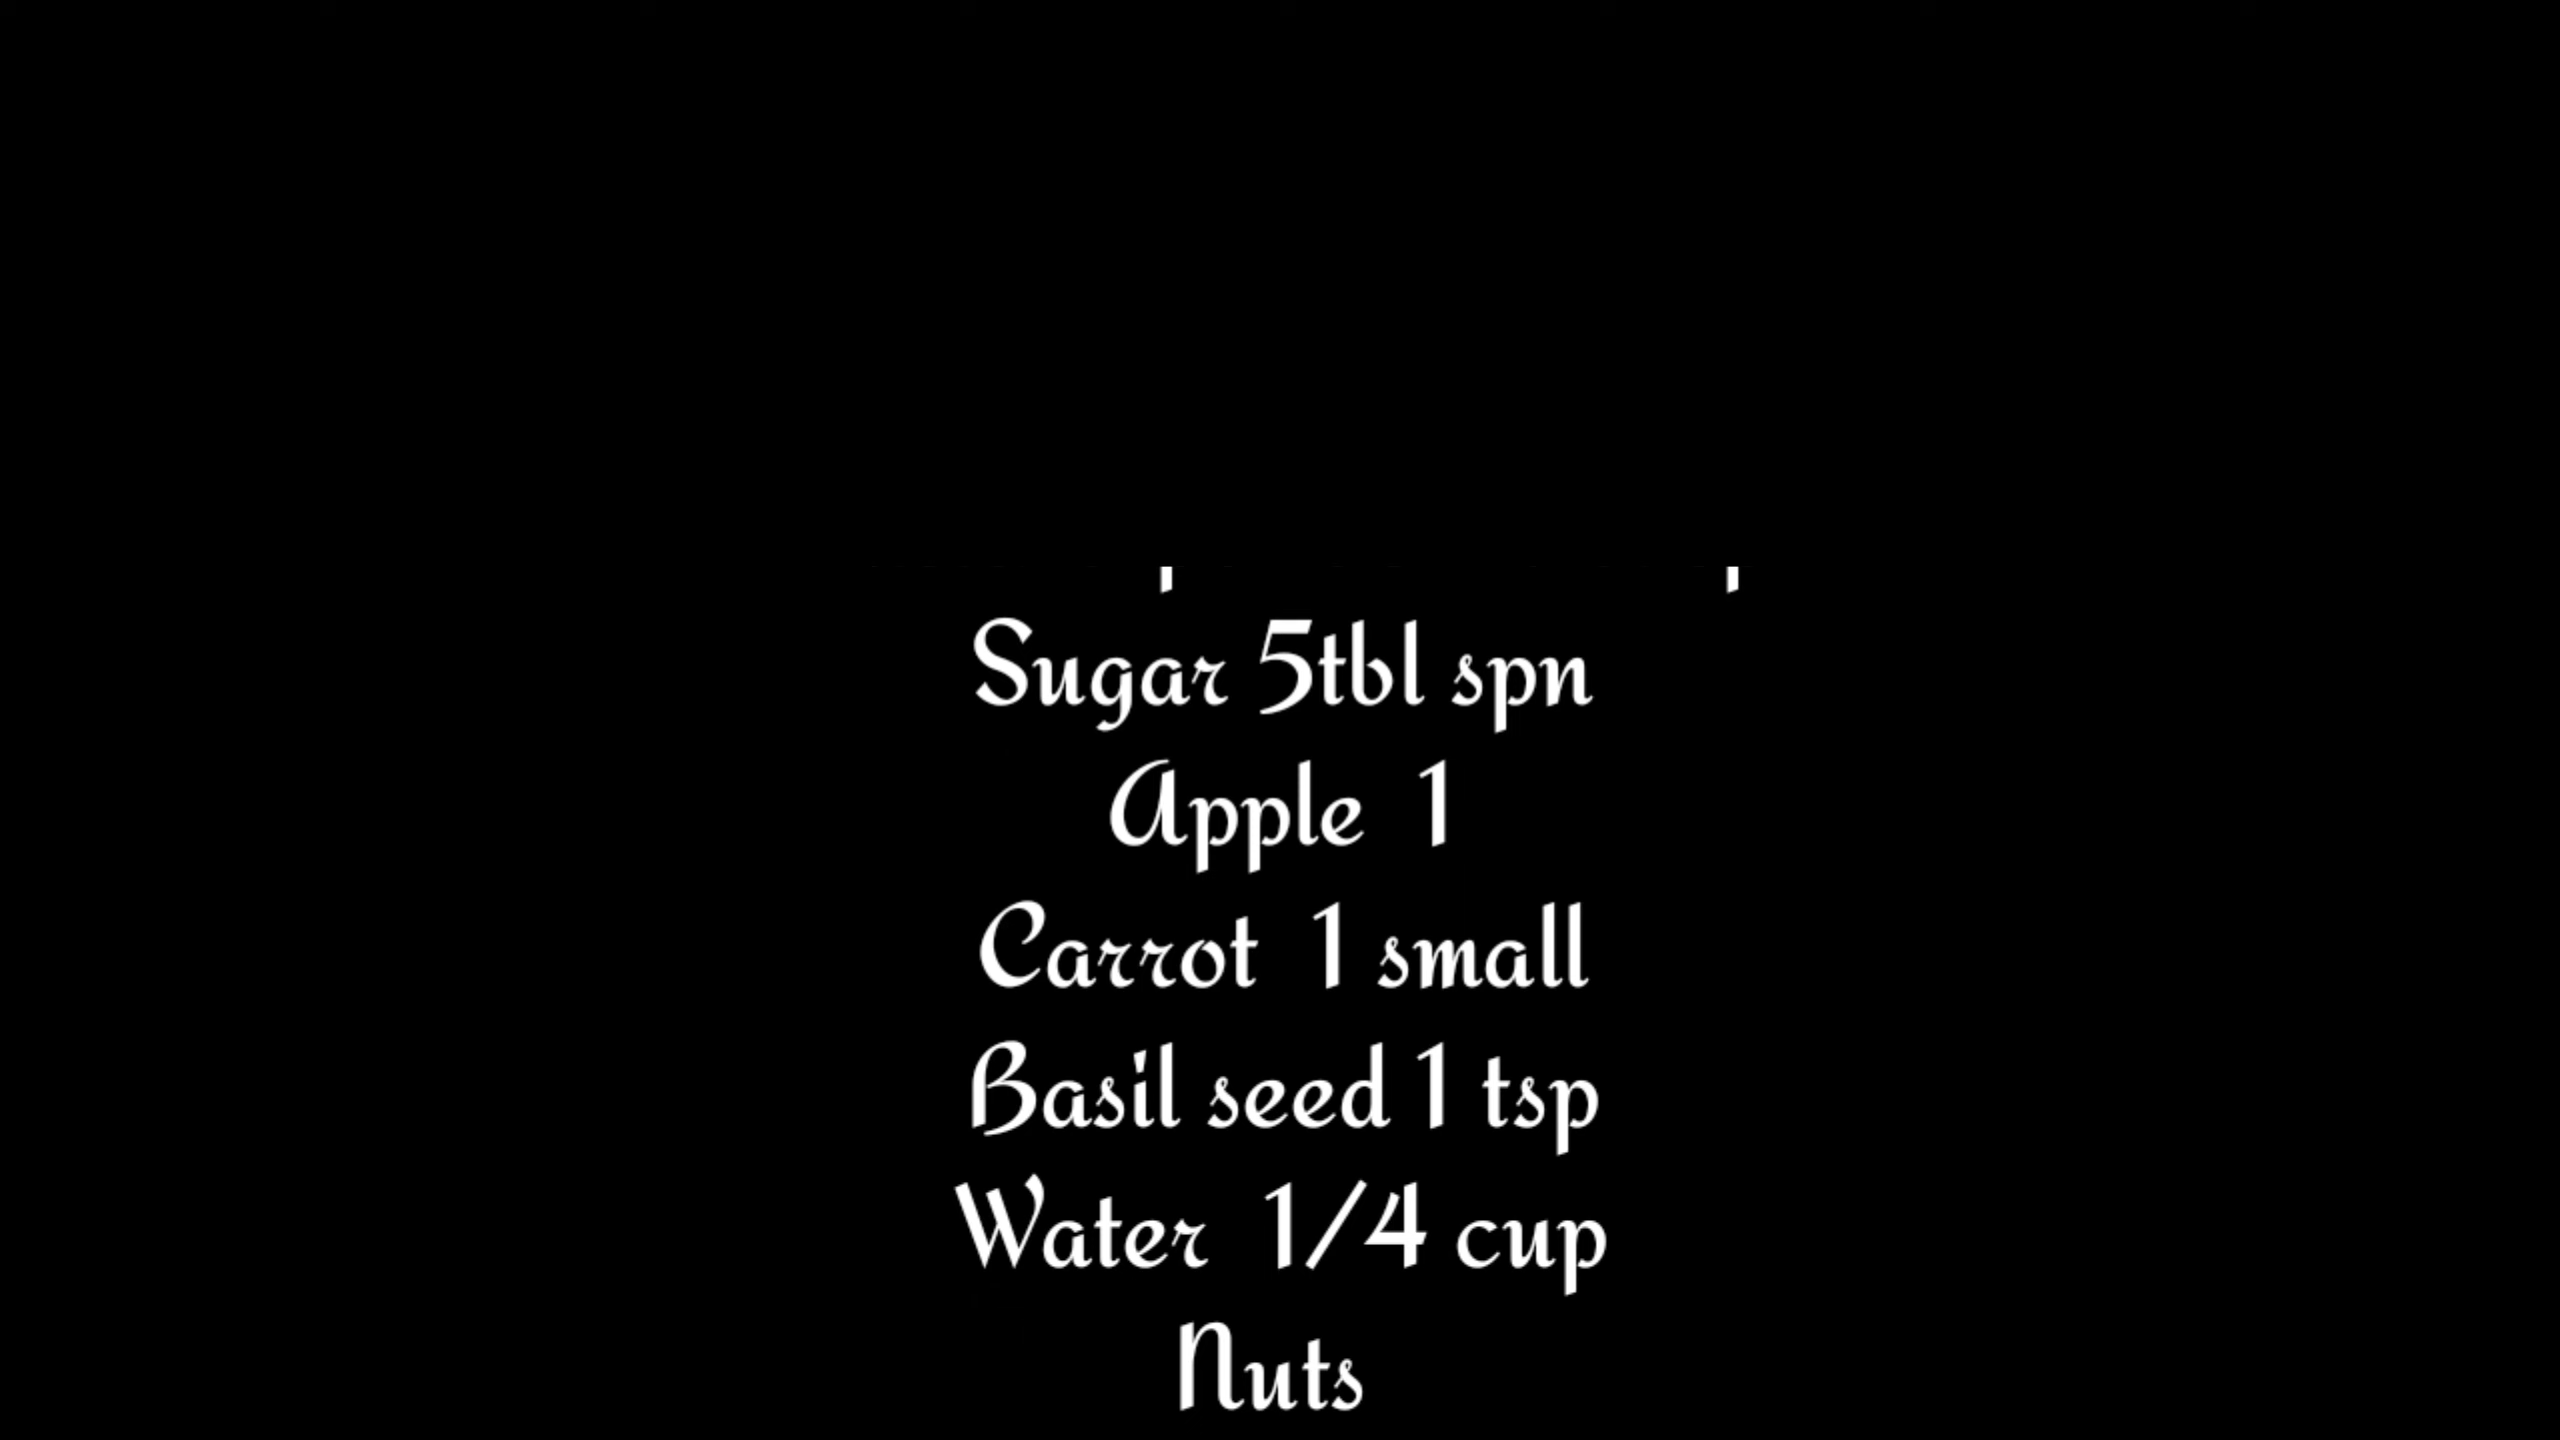 Sugar 5tbl spn
Apple 1
Carrot 1 small
Basil seed 1 tsp
Water 1/4 cup
Nuts